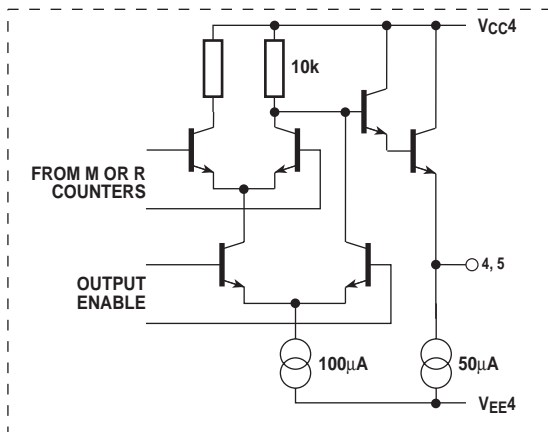 VCC4
10k
FROM M OR R
COUNTERS
4, 5
OUTPUT
ENABLE
100µA
50µA
VEE4